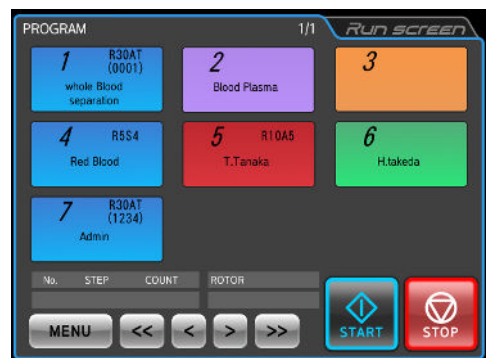 PROGRAM 1/1 Run screen
1 R30AT
(0001)
whole Blood
separation
2
Blood Plasma
3
4 R5S4
Red Blood
5 R10A5
T.Tanaka
6
H.takeda
7 R30AT
(1234)
Admin
No. STEP COUNT ROTOR
MENU << < > >> START STOP